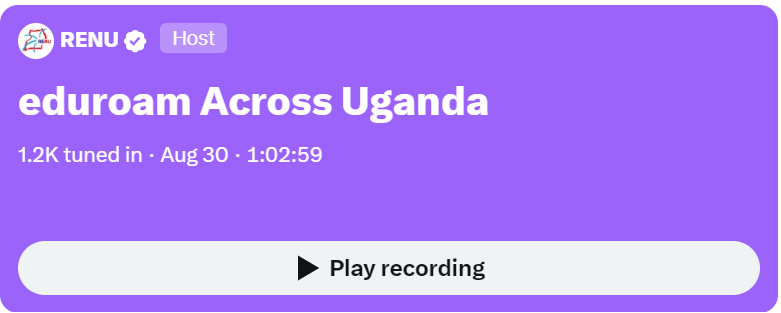 RENU Host
eduroam Across Uganda
1.2K tuned in · Aug 30 · 1:02:59
Play recording